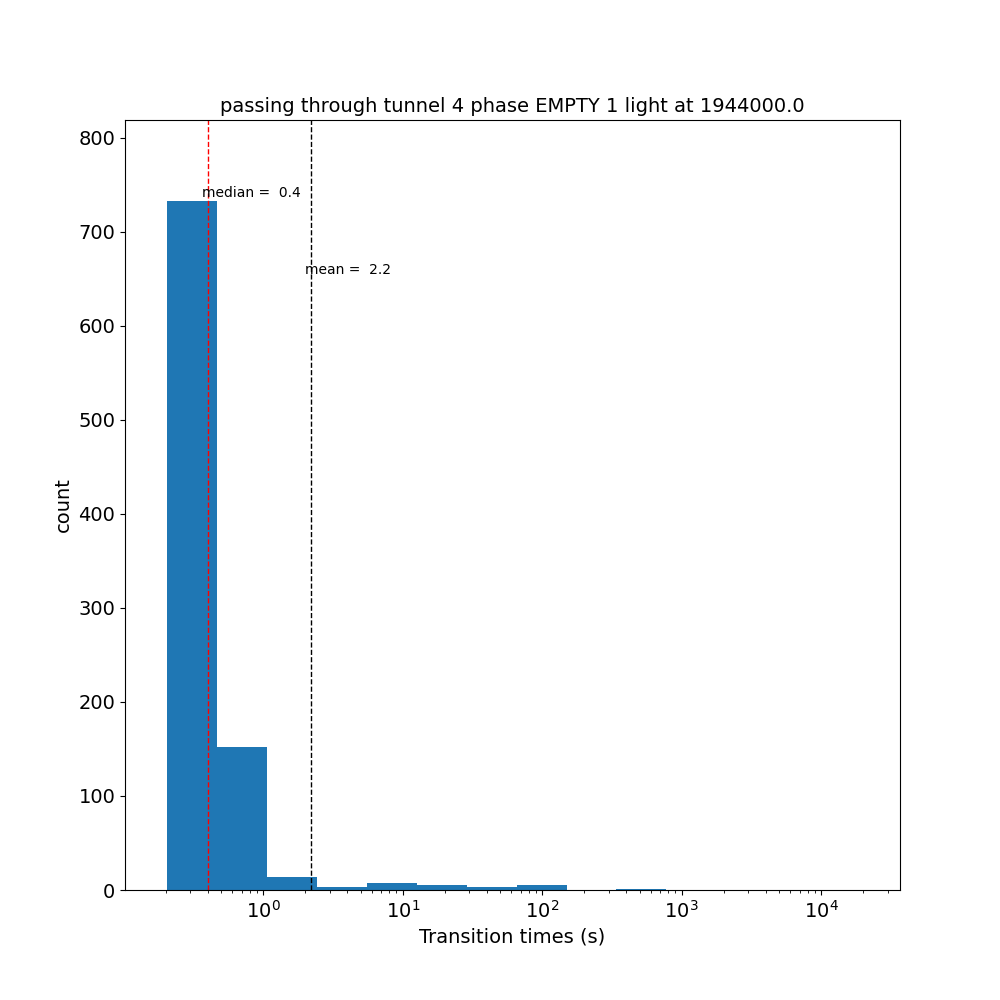 passing through tunnel 4 phase EMPTY 1 light at 1944000.0
800
median =  0.4
700
mean =  2.2
600
500
count
400
300
200
100
0
10^0 10^1 10^2 10^3 10^4
Transition times (s)